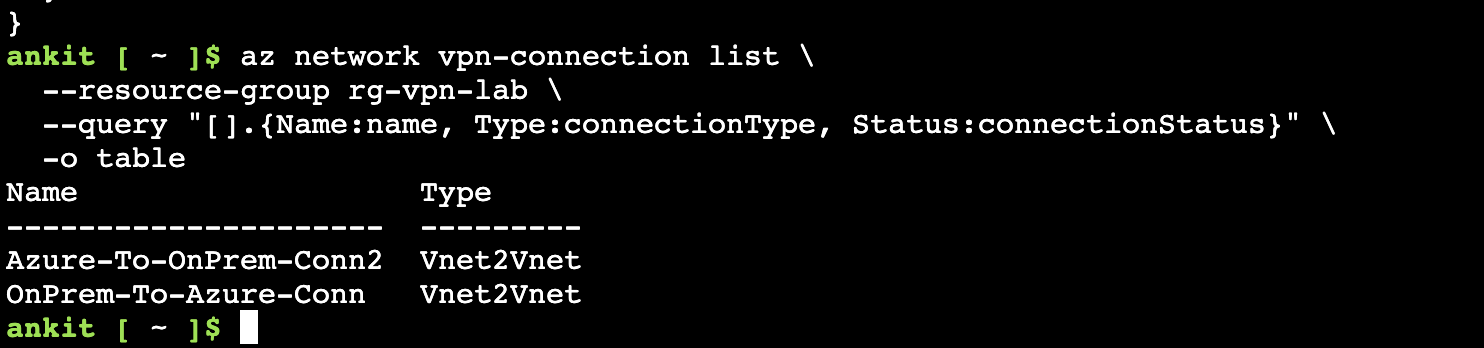 }
ankit [ ~ ]$ az network vpn-connection list \
  --resource-group rg-vpn-lab \
  --query "[].{Name:name, Type:connectionType, Status:connectionStatus}" \
  -o table
Name                   Type
---------------------  ---------
Azure-To-OnPrem-Conn2  Vnet2Vnet
OnPrem-To-Azure-Conn   Vnet2Vnet
ankit [ ~ ]$